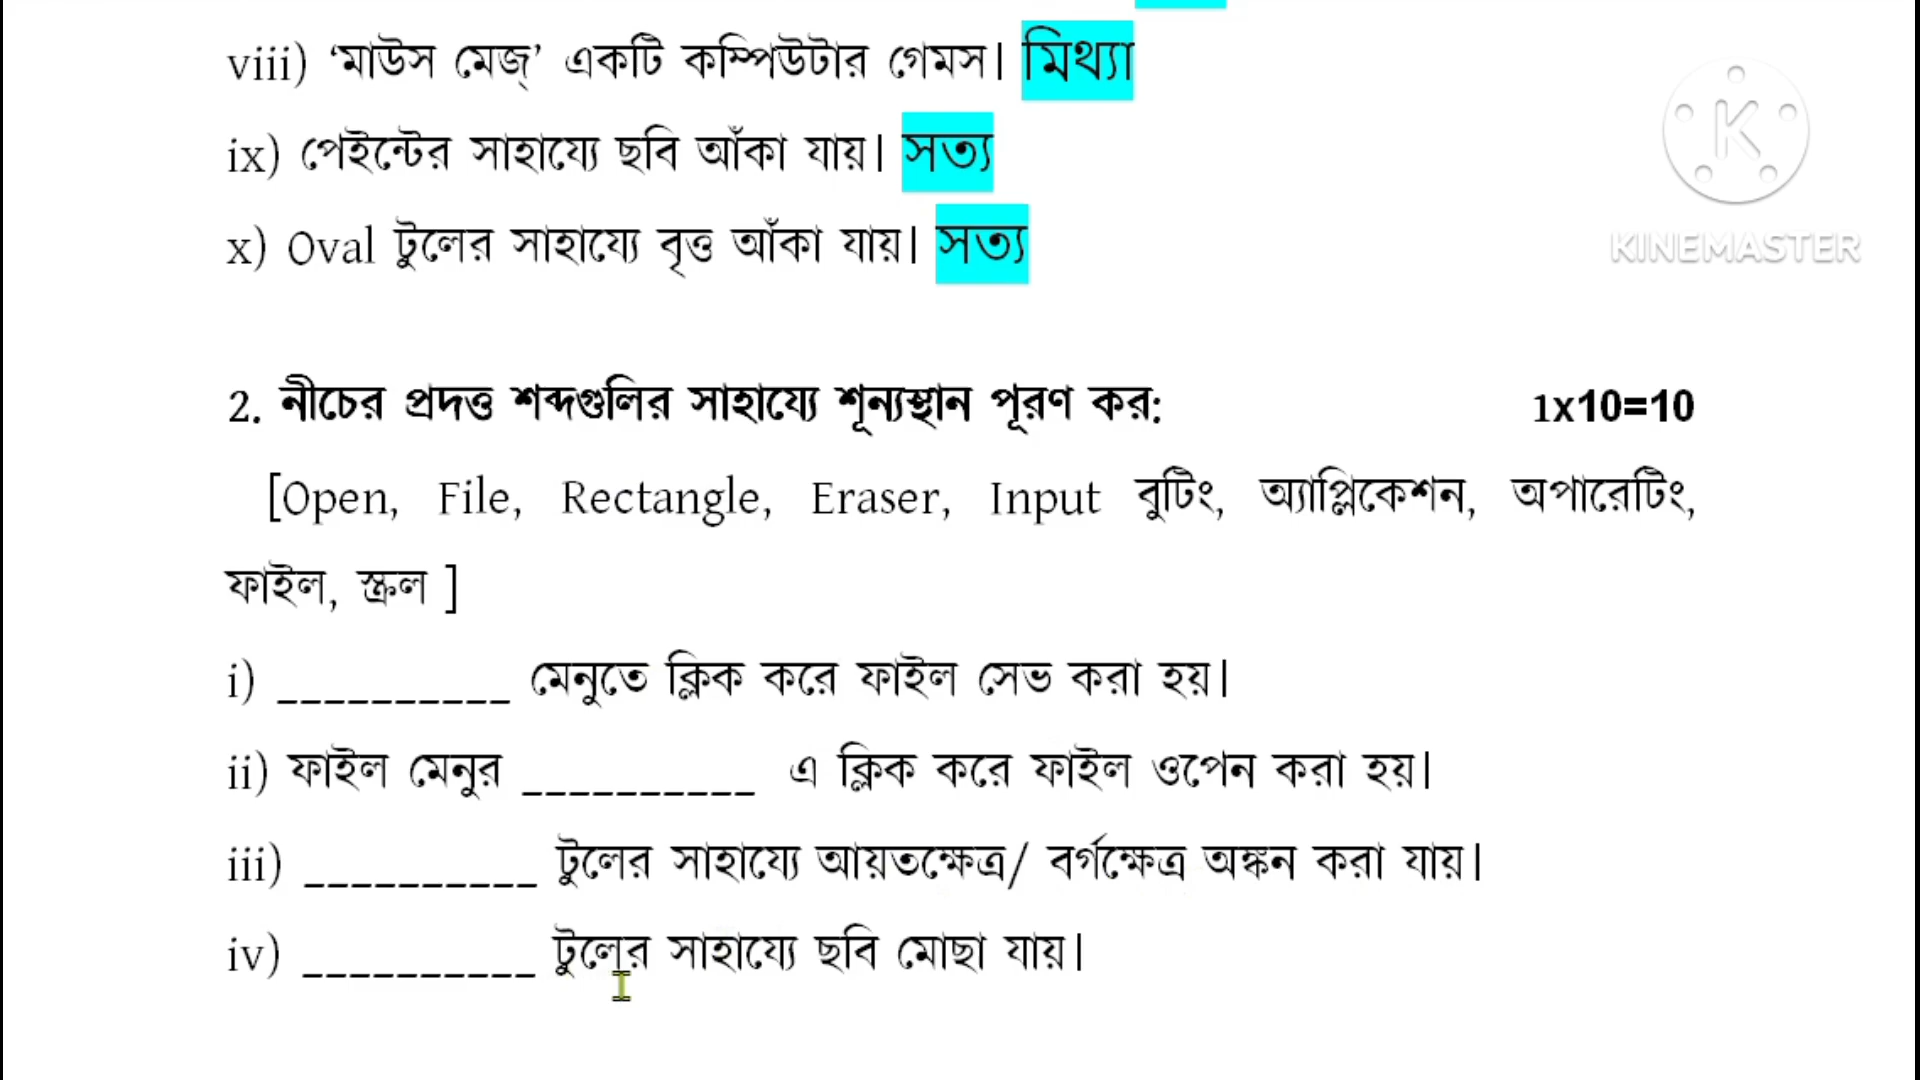 viii) ‘মাউস মেজ্’ একটি কম্পিউটার গেমস। মিথ্যা
ix) পেইন্টের সাহায্যে ছবি আঁকা যায়। সত্য
x) Oval টুলের সাহায্যে বৃত্ত আঁকা যায়। সত্য
K
KINEMASTER
2. নীচের প্রদত্ত শব্দগুলির সাহায্যে শূন্যস্থান পূরণ কর: 1x10=10
[Open, File, Rectangle, Eraser, Input বুটিং, অ্যাপ্লিকেশন, অপারেটিং,
ফাইল, স্ক্রল ]
i) __________ মেনুতে ক্লিক করে ফাইল সেভ করা হয়।
ii) ফাইল মেনুর __________ এ ক্লিক করে ফাইল ওপেন করা হয়।
iii) __________ টুলের সাহায্যে আয়তক্ষেত্র/ বর্গক্ষেত্র অঙ্কন করা যায়।
iv) __________ টুলের সাহায্যে ছবি মোছা যায়।